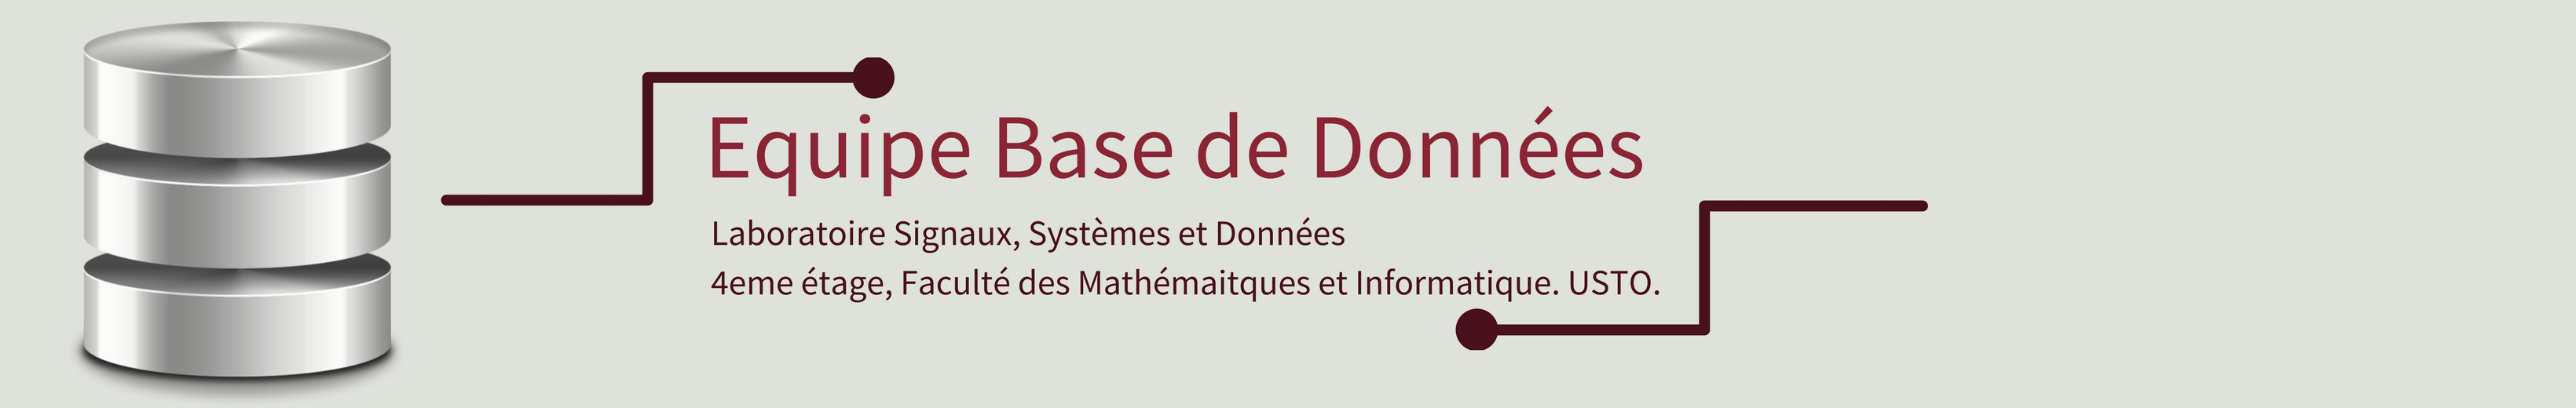 Equipe Base de Données
Laboratoire Signaux, Systèmes et Données
4eme étage, Faculté des Mathémaitques et Informatique. USTO.